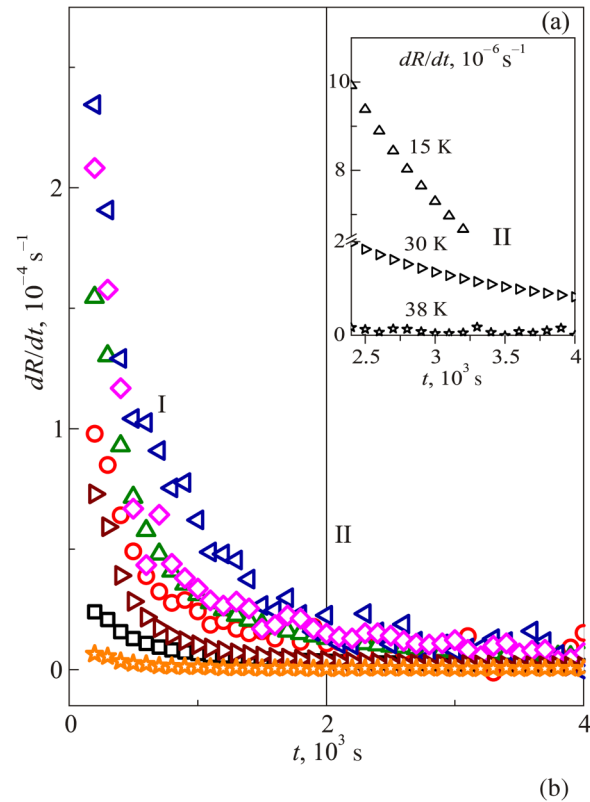 (a)
dR/dt, 10⁻⁶ s⁻¹
10
15 K
8
II
2
30 K
38 K
0
2.5 3 3.5 4
t, 10³ s
dR/dt, 10⁻⁴ s⁻¹
2
I
1
II
0
0 2 4
t, 10³ s
(b)